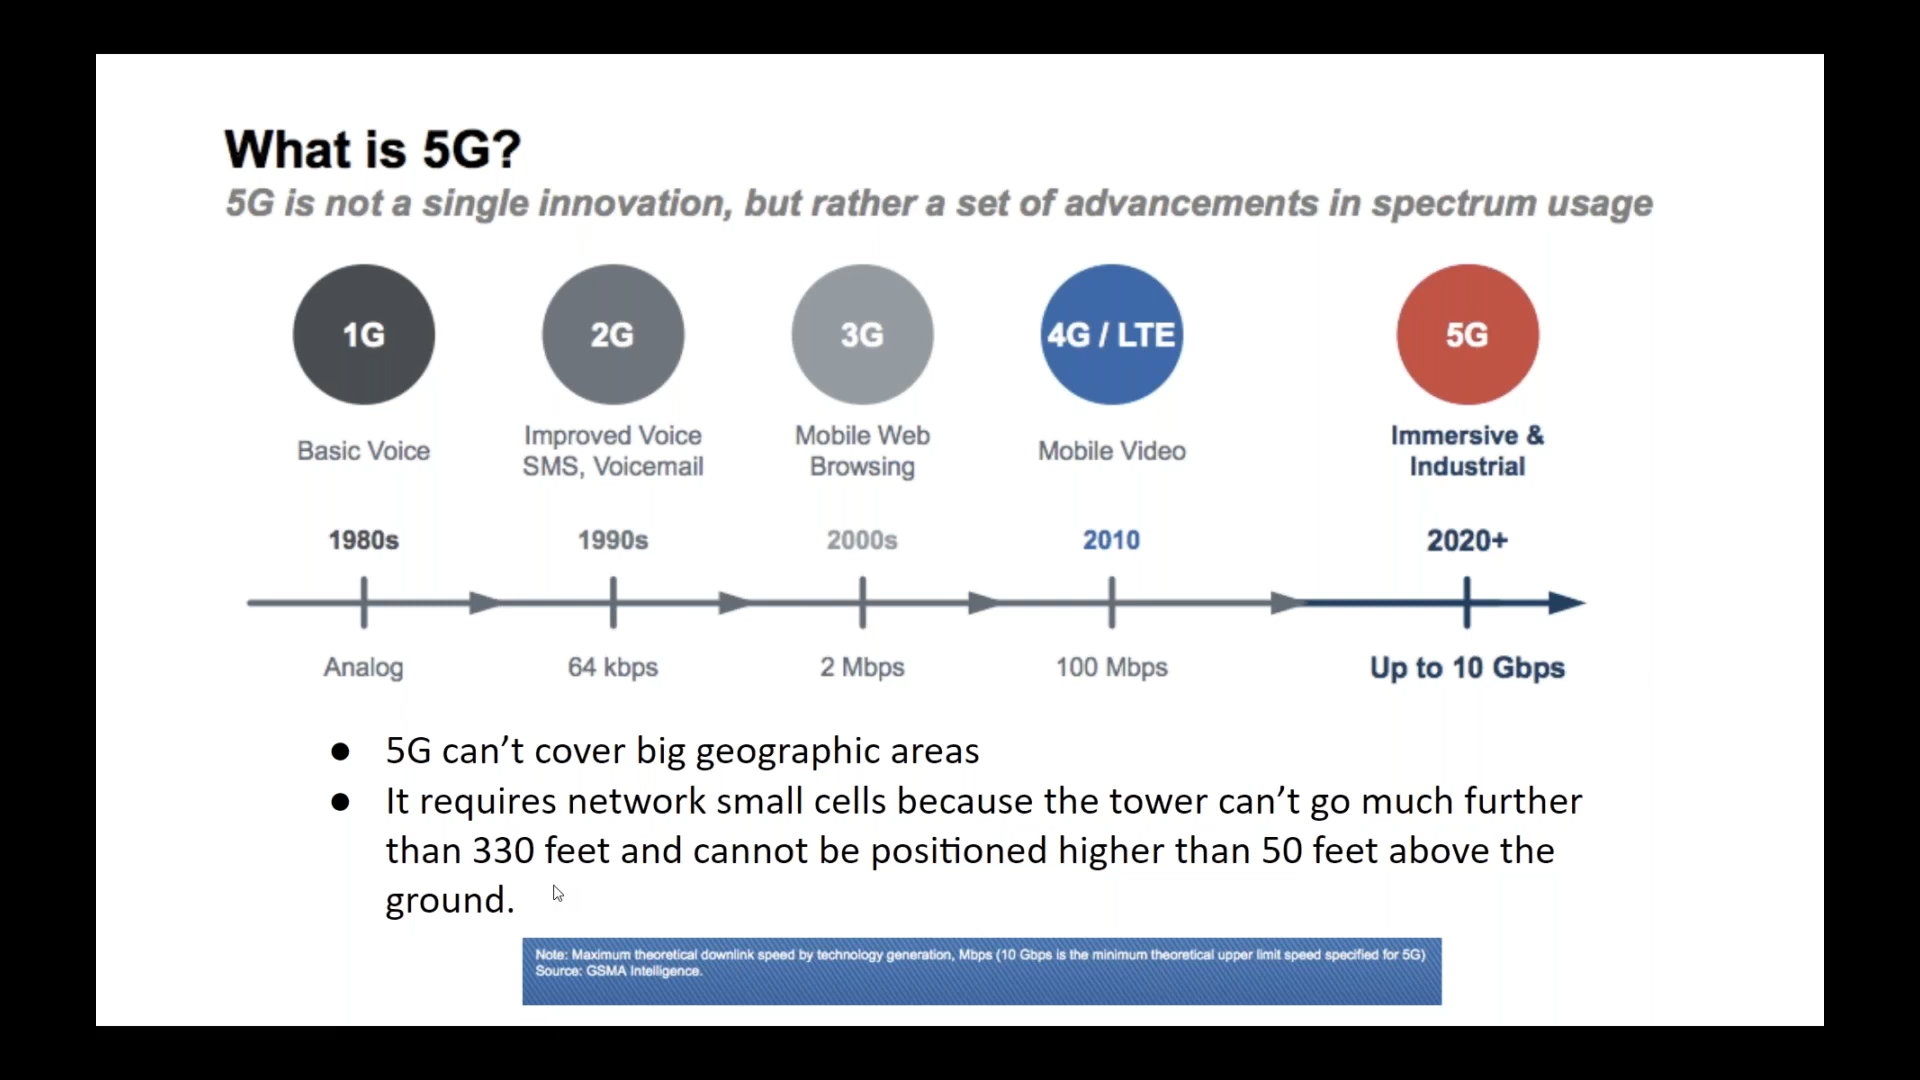 What is 5G?
5G is not a single innovation, but rather a set of advancements in spectrum usage
1G
2G
3G
4G / LTE
5G
Basic Voice
Improved Voice
SMS, Voicemail
Mobile Web
Browsing
Mobile Video
Immersive &
Industrial
1980s
1990s
2000s
2010
2020+
Analog
64 kbps
2 Mbps
100 Mbps
Up to 10 Gbps
● 5G can’t cover big geographic areas
● It requires network small cells because the tower can’t go much further
than 330 feet and cannot be positioned higher than 50 feet above the
ground.
Note: Maximum theoretical downlink speed by technology generation, Mbps (10 Gbps is the minimum theoretical upper limit speed specified for 5G)
Source: GSMA Intelligence.